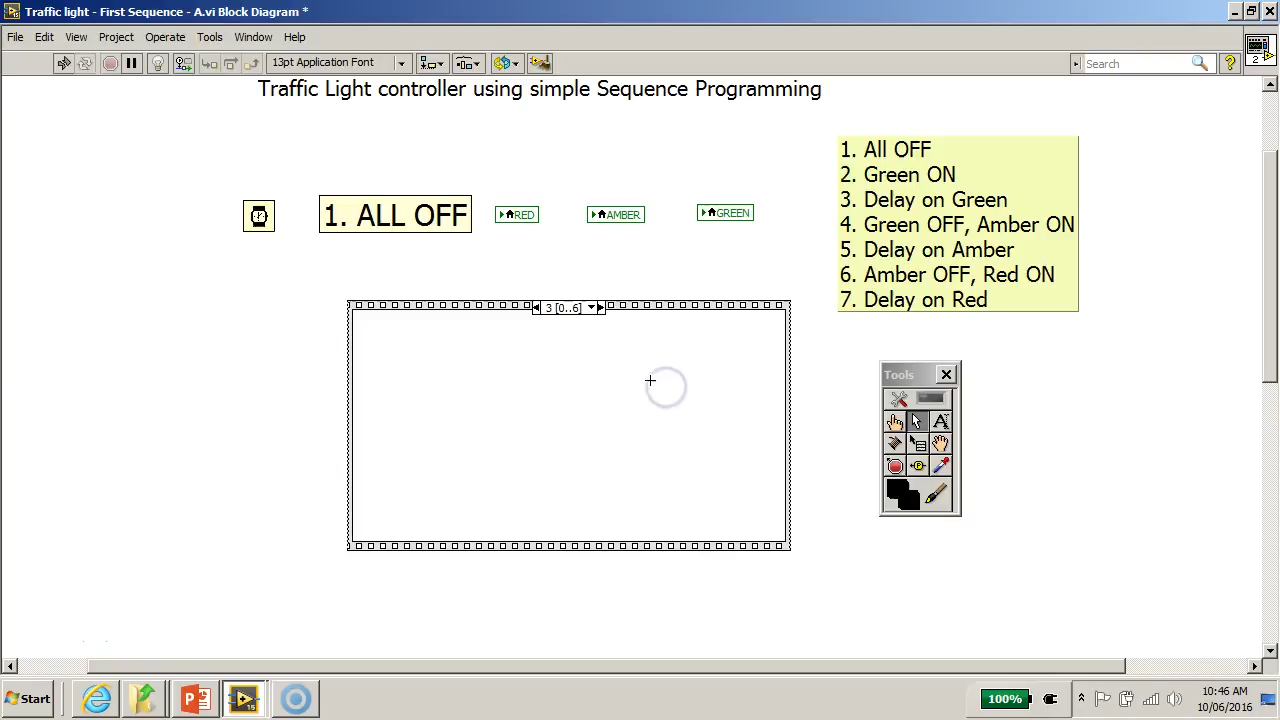 Traffic light - First Sequence - A.vi Block Diagram *
File Edit View Project Operate Tools Window Help
13pt Application Font
Search
?
2
Traffic Light controller using simple Sequence Programming
1. ALL OFF
RED
AMBER
GREEN
1. All OFF
2. Green ON
3. Delay on Green
4. Green OFF, Amber ON
5. Delay on Amber
6. Amber OFF, Red ON
7. Delay on Red
3 [0..6]
Tools
A
P
Start
100%
10:46 AM
10/06/2016